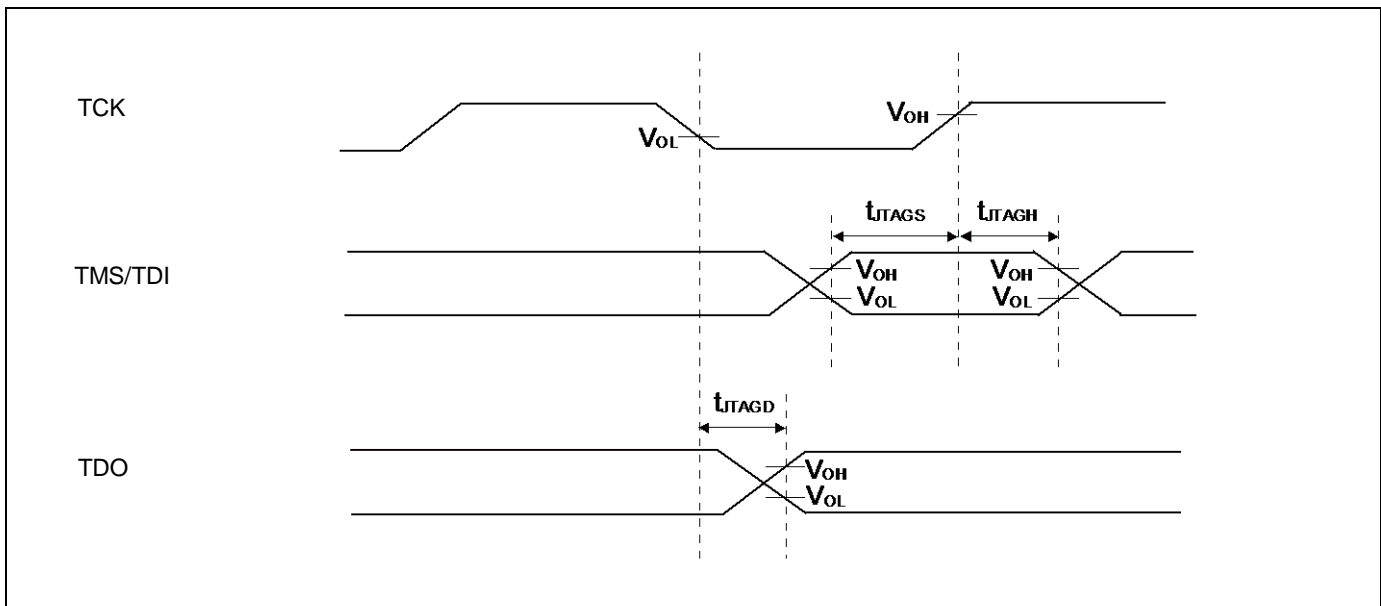 TCK
VOH
VOL
tJTAGS tJTAGH
TMS/TDI
VOH VOH
VOL VOL
tJTAGD
TDO
VOH
VOL